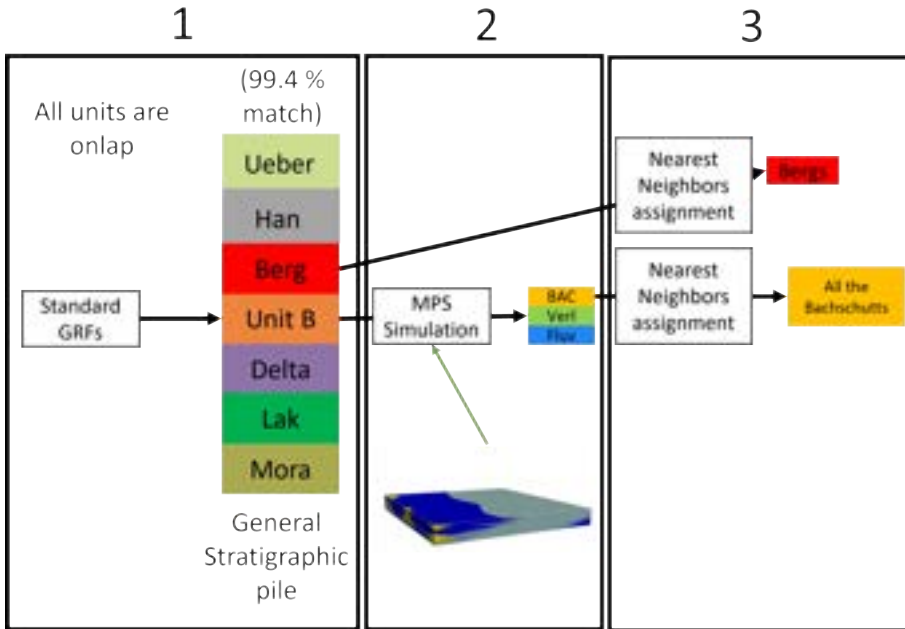 1
2
3
All units are
onlap
(99.4 %
match)
Ueber
Han
Berg
Unit B
Delta
Lak
Mora
General
Stratigraphic
pile
Standard
GRFs
MPS
Simulation
BAC
Verl
Fluv
Nearest
Neighbors
assignment
Bergs
Nearest
Neighbors
assignment
All the
Bachschutts